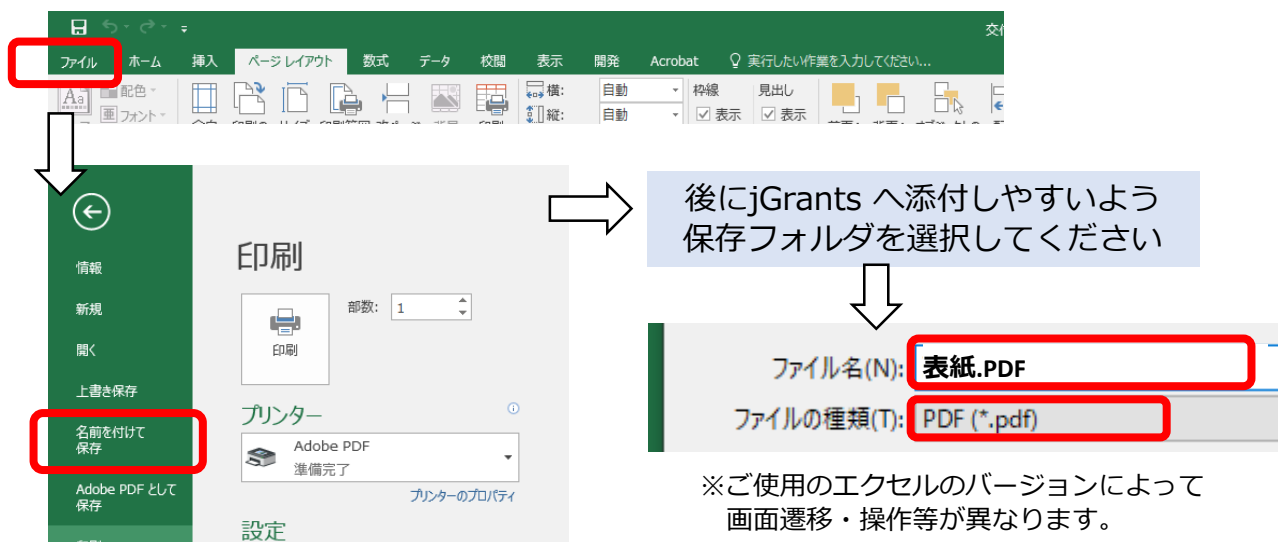 交付
ファイル ホーム 挿入 ページ レイアウト 数式 データ 校閲 表示 開発 Acrobat 実行したい作業を入力してください...
配色 横: 自動 枠線 見出し
フォント 縦: 自動 表示 表示
後にjGrants へ添付しやすいよう
保存フォルダを選択してください
印刷
情報
新規
部数: 1
印刷
開く
上書き保存
プリンター
名前を付けて
保存
Adobe PDF
準備完了
プリンターのプロパティ
Adobe PDF として
保存
設定
ファイル名(N): 表紙.PDF
ファイルの種類(T): PDF (*.pdf)
※ご使用のエクセルのバージョンによって
画面遷移・操作等が異なります。